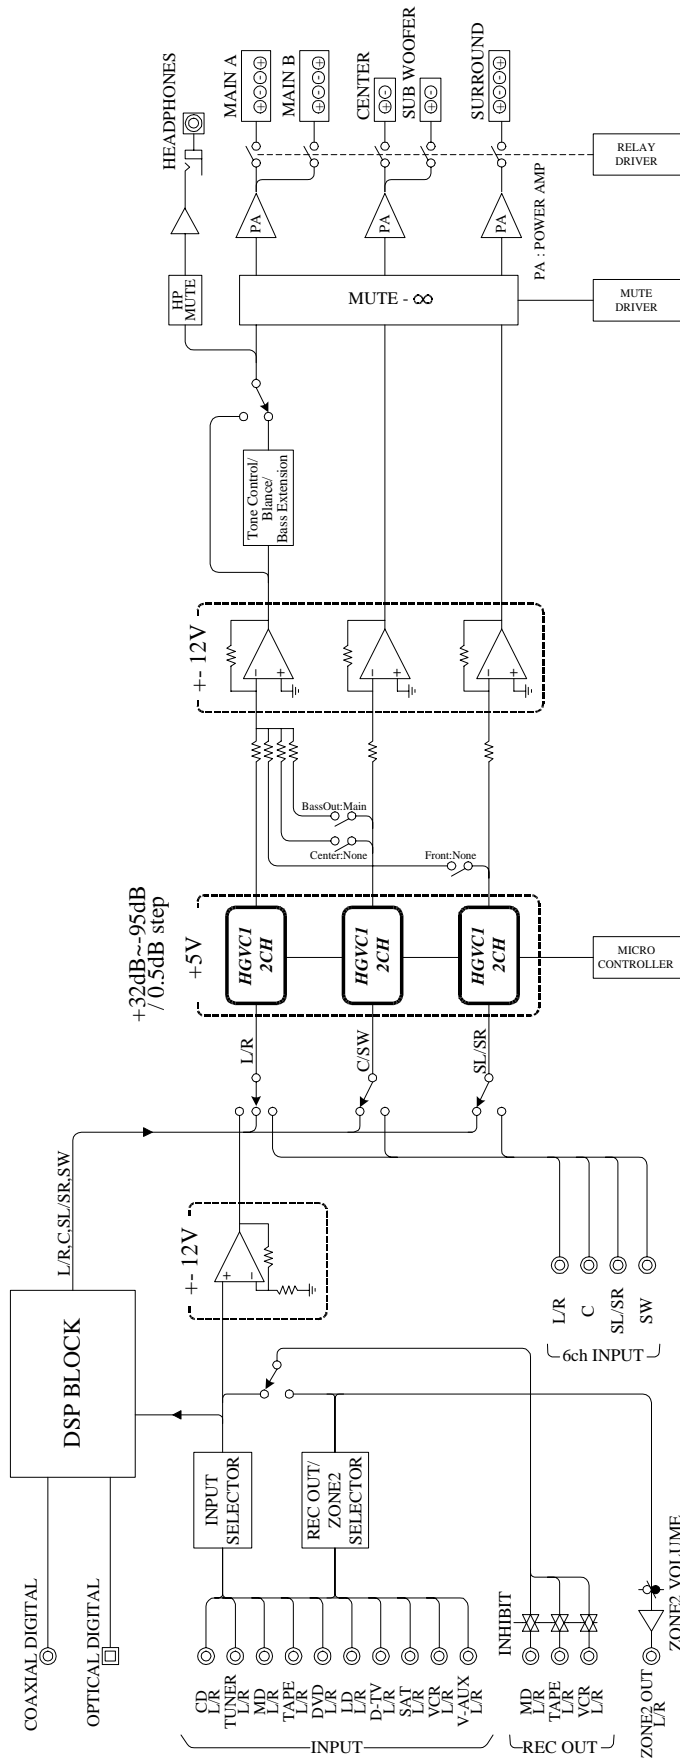 COAXIAL DIGITAL
OPTICAL DIGITAL
DSP BLOCK
L/R,C,SL/SR,SW
INPUT
CD
L/R
TUNER
L/R
MD
L/R
TAPE
L/R
DVD
L/R
LD
L/R
D-TV
L/R
SAT
L/R
VCR
L/R
V-AUX
L/R
INPUT
SELECTOR
REC OUT/
ZONE2
SELECTOR
+- 12V
+
−
REC OUT
MD
L/R
TAPE
L/R
VCR
L/R
INHIBIT
ZONE2 OUT
L/R
ZONE2 VOLUME
6ch INPUT
L/R
C
SL/SR
SW
L/R
C/SW
SL/SR
+32dB~-95dB
/ 0.5dB step
+5V
HGVC1
2CH
HGVC1
2CH
HGVC1
2CH
MICRO
CONTROLLER
BassOut:Main
Center:None
Front:None
+- 12V
−
+
−
+
−
+
Tone Control/
Blance/
Bass Extension
HP
MUTE
MUTE - ∞
MUTE
DRIVER
PA
PA
PA
PA : POWER AMP
RELAY
DRIVER
HEADPHONES
MAIN A
+ - - +
MAIN B
+ - - +
CENTER
+ -
SUB WOOFER
+ -
SURROUND
+ - - +